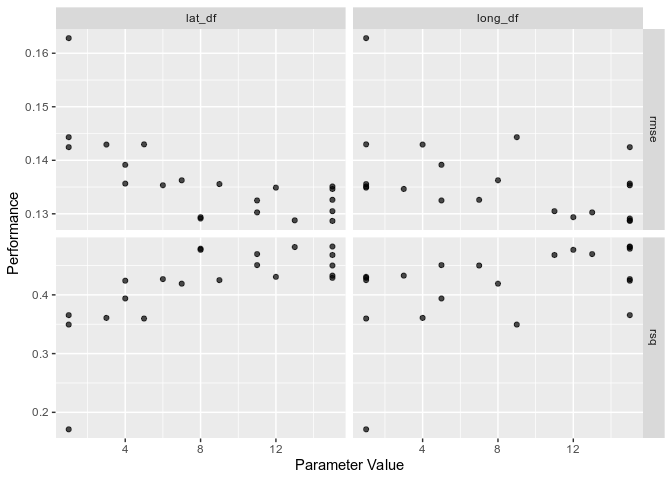 lat_df
long_df
0.16
0.15
0.14
0.13
rmse
0.4
0.3
0.2
rsq
4
8
12
4
8
12
Performance
Parameter Value